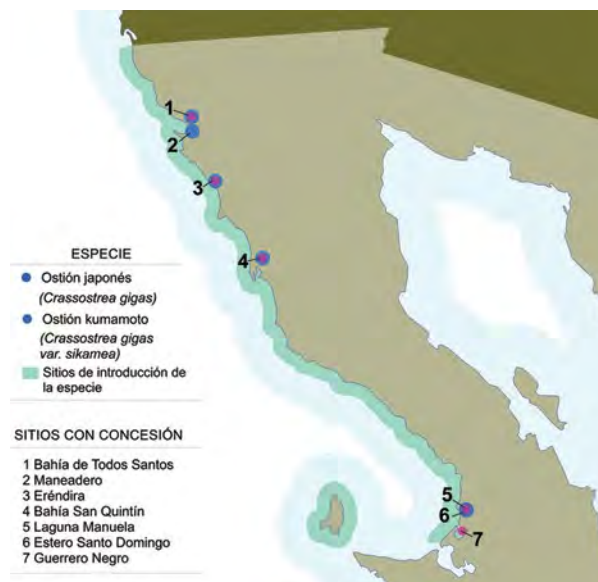 1
2
3
4
5
6
7
ESPECIE
Ostión japonés
(Crassostrea gigas)
Ostión kumamoto
(Crassostrea gigas
var. sikamea)
Sitios de introducción de
la especie
SITIOS CON CONCESIÓN
1 Bahía de Todos Santos
2 Maneadero
3 Eréndira
4 Bahía San Quintín
5 Laguna Manuela
6 Estero Santo Domingo
7 Guerrero Negro